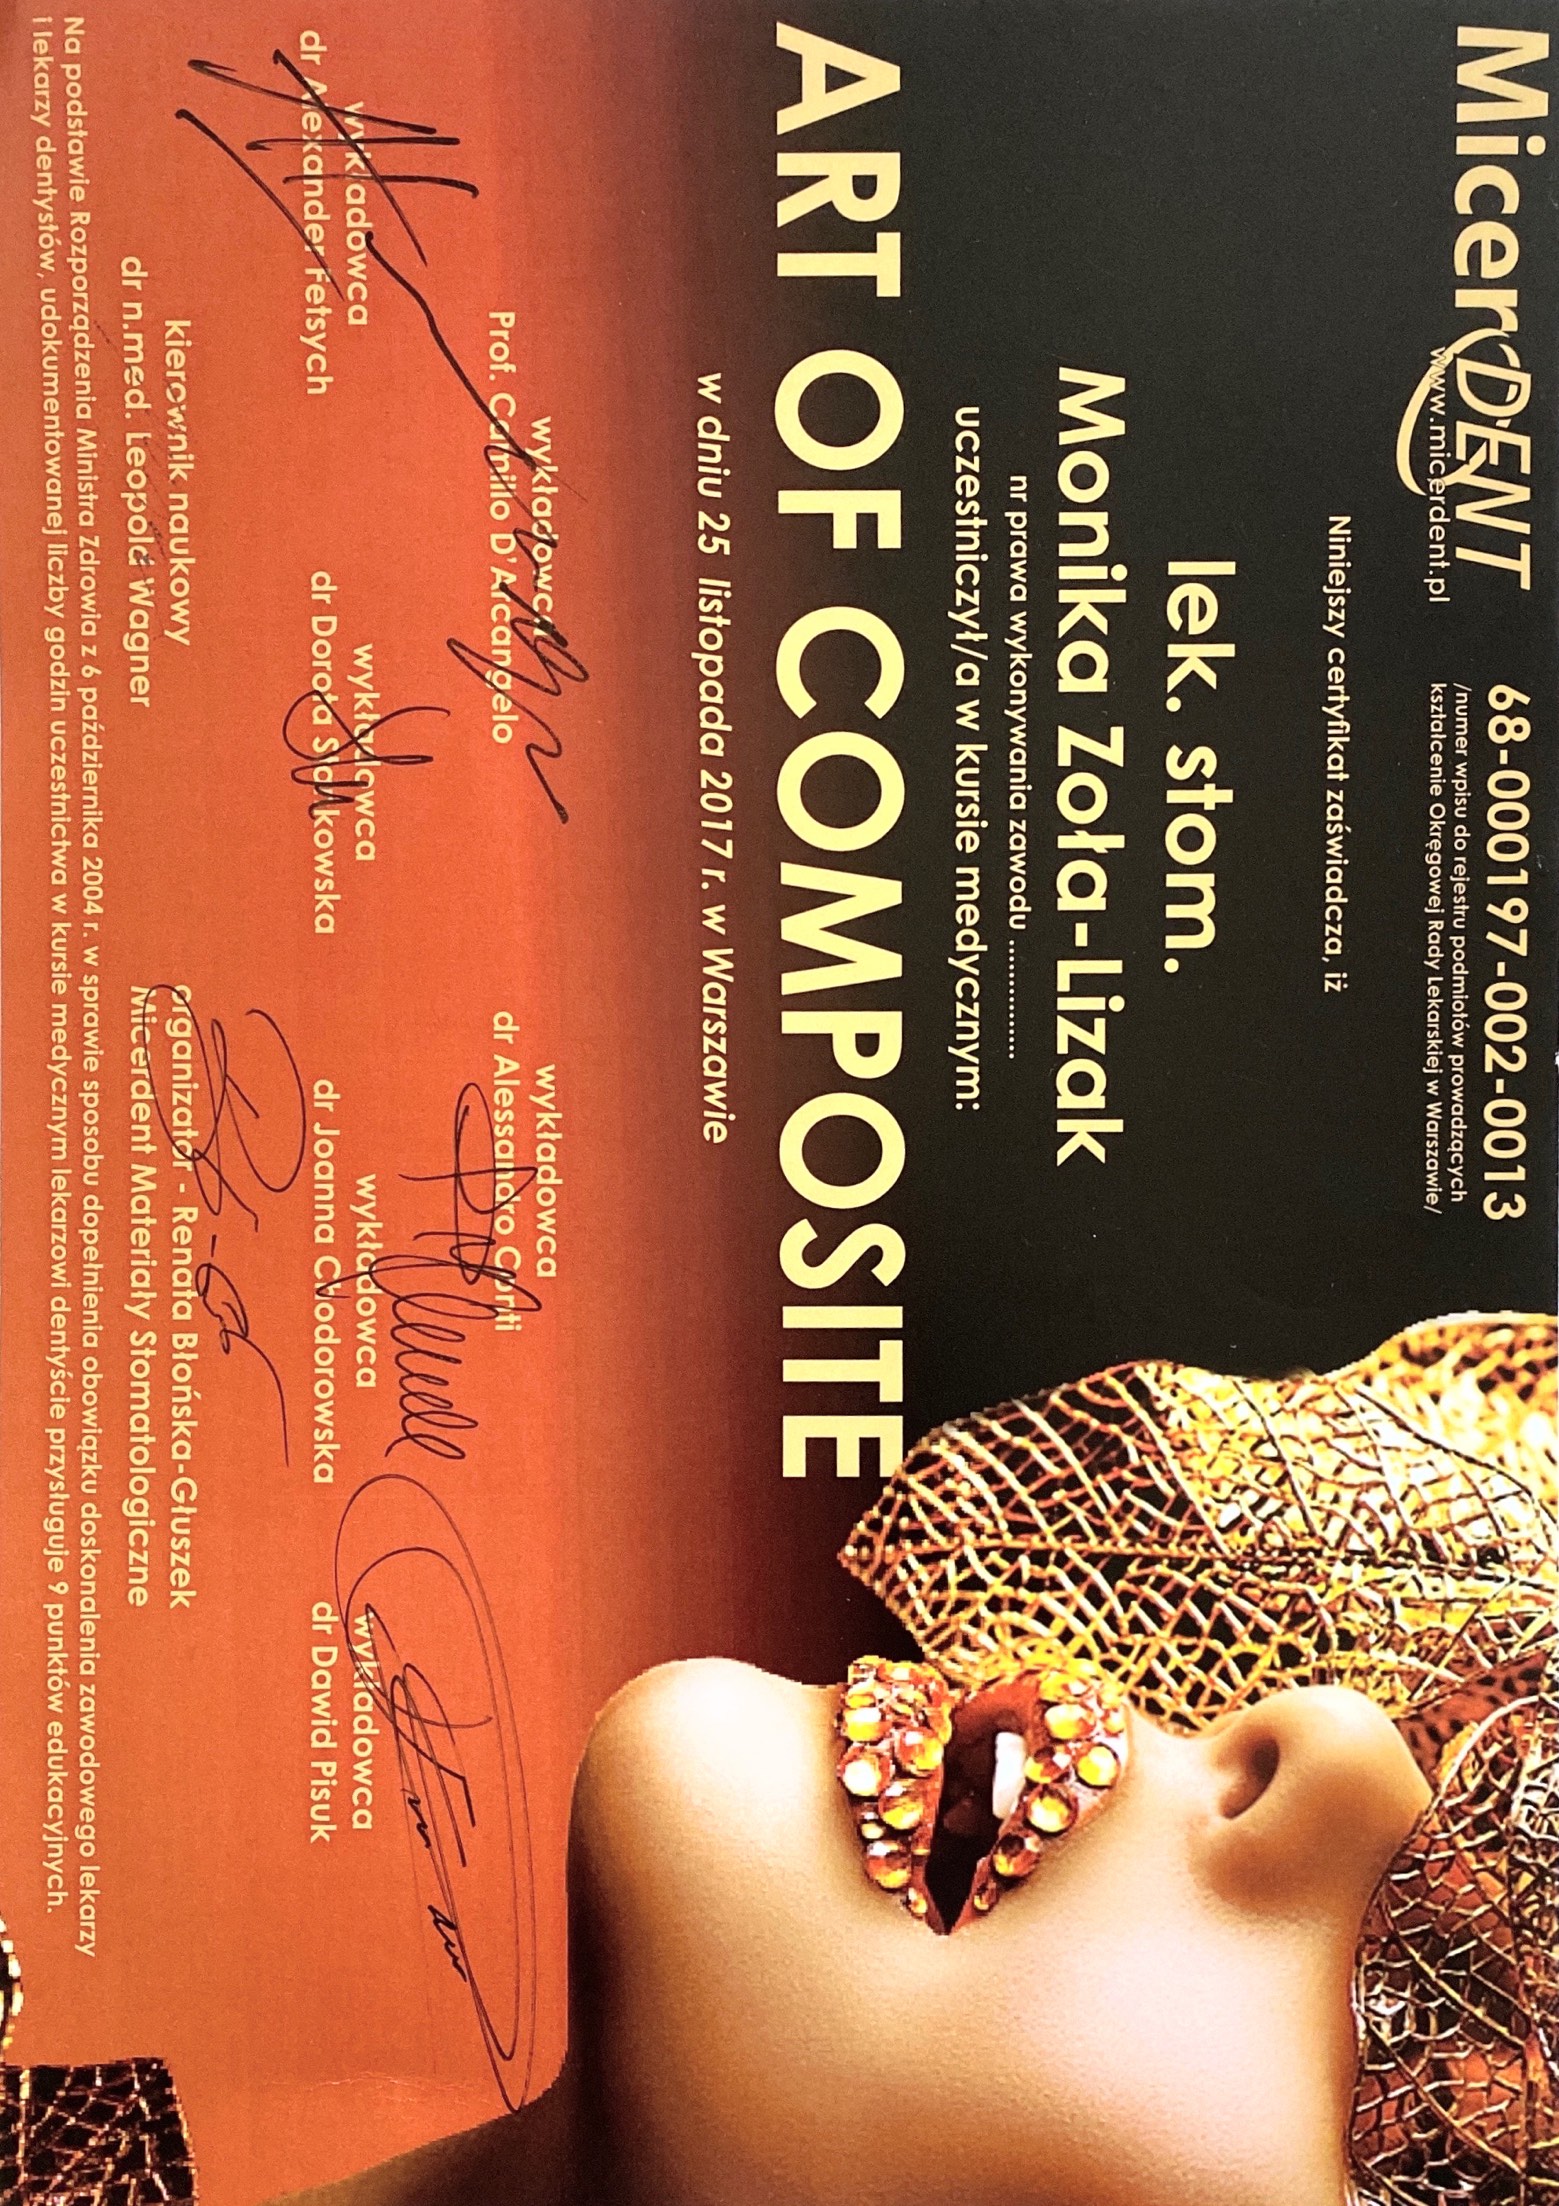 MicerDENT
www.micerdent.pl
68-000197-002-0013
/numer wpisu do rejestru podmiotów prowadzących
kształcenie Okręgowej Rady Lekarskiej w Warszawie/
Niniejszy certyfikat zaświadcza, iż
lek. stom.
Monika Zoła-Lizak
nr prawa wykonywania zawodu ...............
uczestniczył/a w kursie medycznym:
ART OF COMPOSITE
w dniu 25 listopada 2017 r. w Warszawie
wykładowca
Prof. Camillo D'Arcangelo
wykładowca
dr Alessandro Conti
wykładowca
dr Alexander Fetsych
wykładowca
dr Dorota Stankowska
wykładowca
dr Joanna Chodorowska
wykładowca
dr Dawid Pisuk
kierownik naukowy
dr n.med. Leopold Wagner
organizator - Renata Błońska-Głuszek
Micerdent Materiały Stomatologiczne
Na podstawie Rozporządzenia Ministra Zdrowia z 6 października 2004 r. w sprawie sposobu dopełnienia obowiązku doskonalenia zawodowego lekarzy
i lekarzy dentystów, udokumentowanej liczby godzin uczestnictwa w kursie medycznym lekarzowi dentyście przysługuje 9 punktów edukacyjnych.